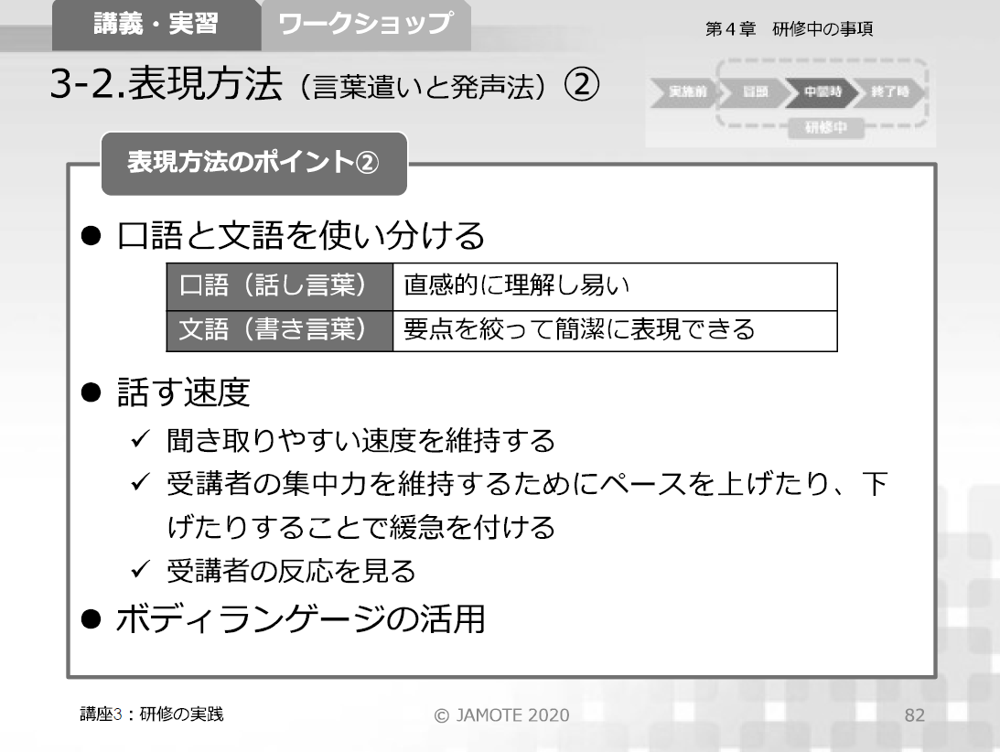 講義・実習
ワークショップ
第４章　研修中の事項
3-2.表現方法（言葉遣いと発声法）②
実施前
冒頭
中間時
終了時
研修中
表現方法のポイント②
● 口語と文語を使い分ける
口語（話し言葉） 直感的に理解し易い
文語（書き言葉） 要点を絞って簡潔に表現できる
● 話す速度
✓ 聞き取りやすい速度を維持する
✓ 受講者の集中力を維持するためにペースを上げたり、下
げたりすることで緩急を付ける
✓ 受講者の反応を見る
● ボディランゲージの活用
講座3：研修の実践
© JAMOTE 2020
82